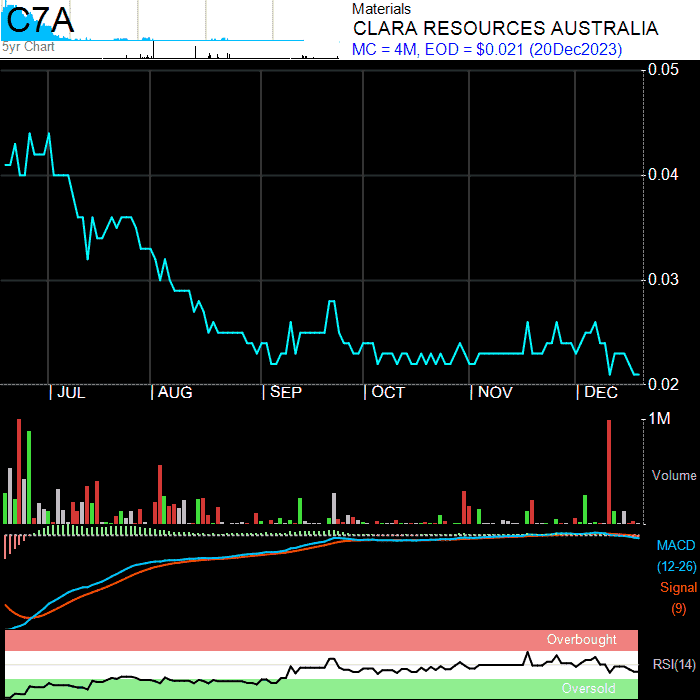 C7A
5yr Chart
Materials
CLARA RESOURCES AUSTRALIA
MC = 4M, EOD = $0.021 (20Dec2023)
0.05
0.04
0.03
0.02
JUL AUG SEP OCT NOV DEC
1M
Volume
MACD
(12-26)
Signal
(9)
Overbought
RSI(14)
Oversold